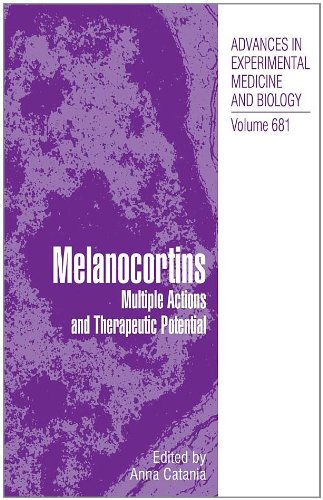 ADVANCES IN
EXPERIMENTAL
MEDICINE
AND BIOLOGY
Volume 681
Melanocortins
Multiple Actions
and Therapeutic Potential
Edited by
Anna Catania